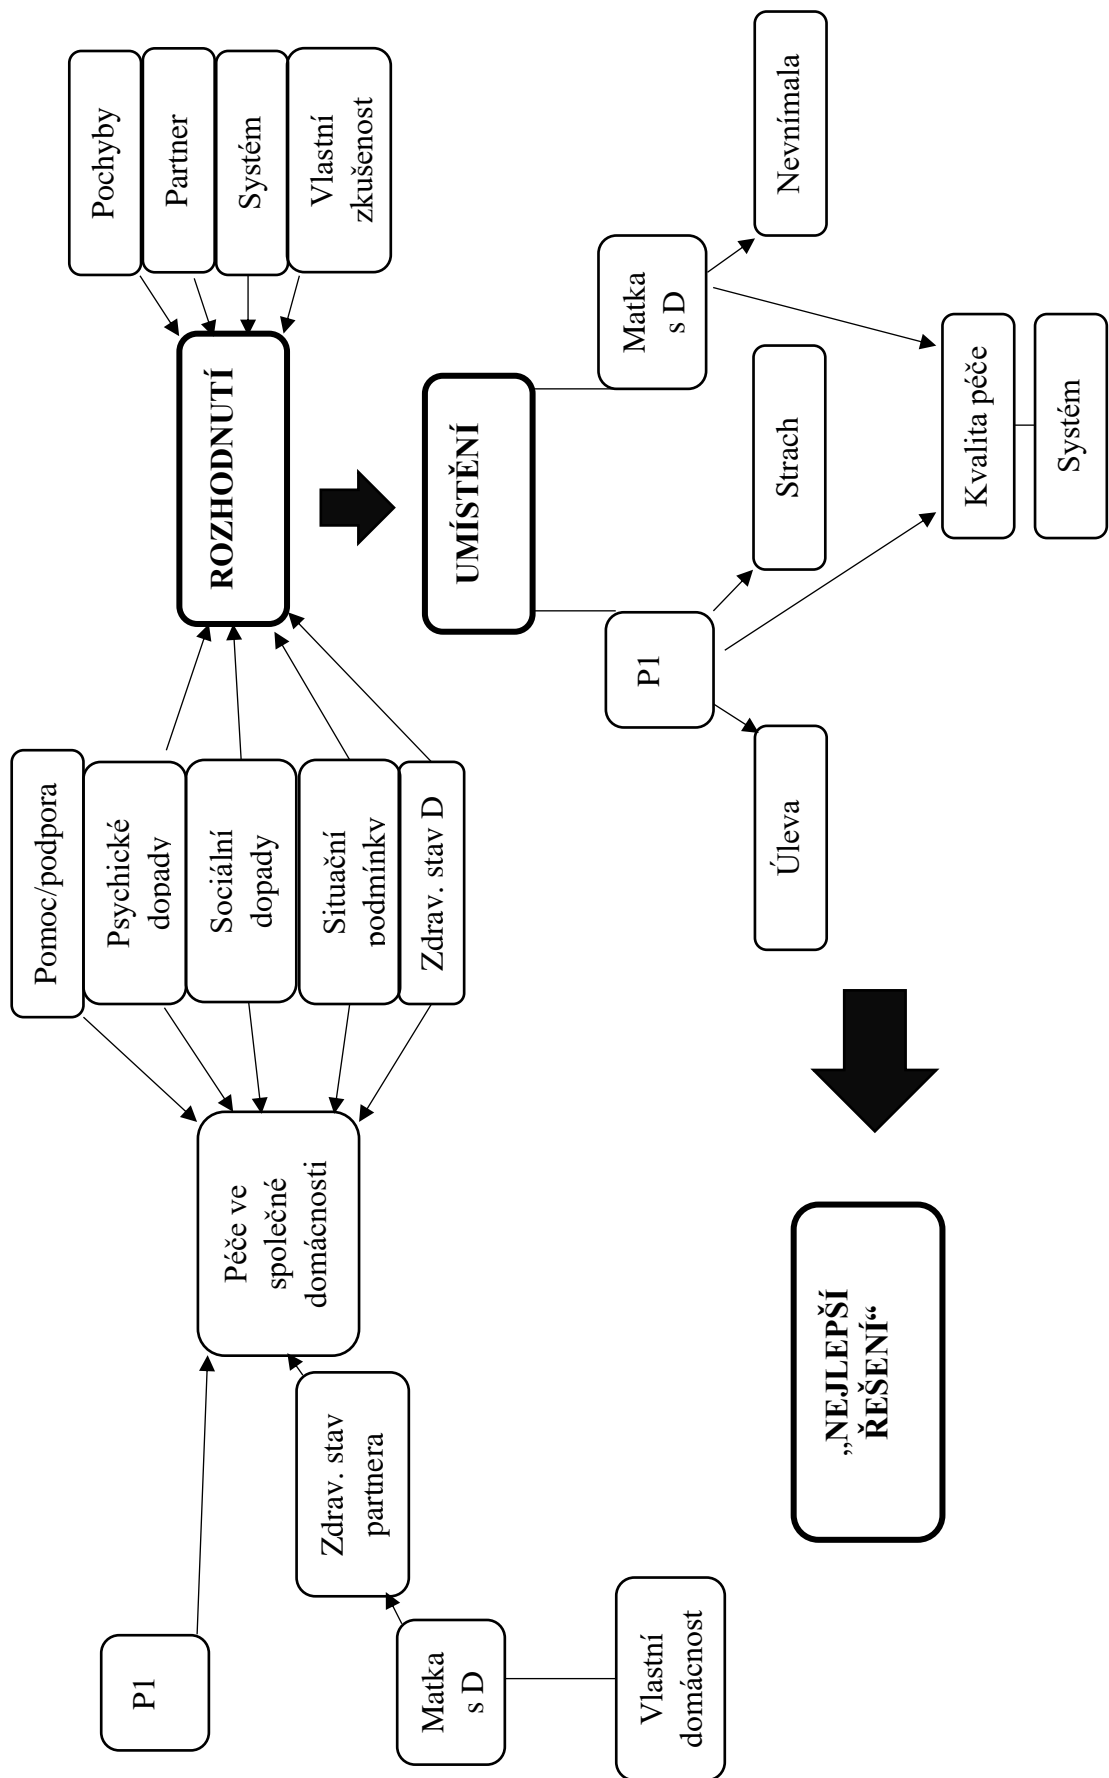 P1
Matka
s D
Vlastní
domácnost
Zdrav. stav
partnera
Péče ve
společné
domácnosti
Pomoc/podpora
Psychické
dopady
Sociální
dopady
Situační
podmínky
Zdrav. stav D
ROZHODNUTÍ
Pochyby
Partner
Systém
Vlastní
zkušenost
UMÍSTĚNÍ
P1
Matka
s D
Úleva
Strach
Nevnímala
Kvalita péče
Systém
„NEJLEPŠÍ
ŘEŠENÍ“